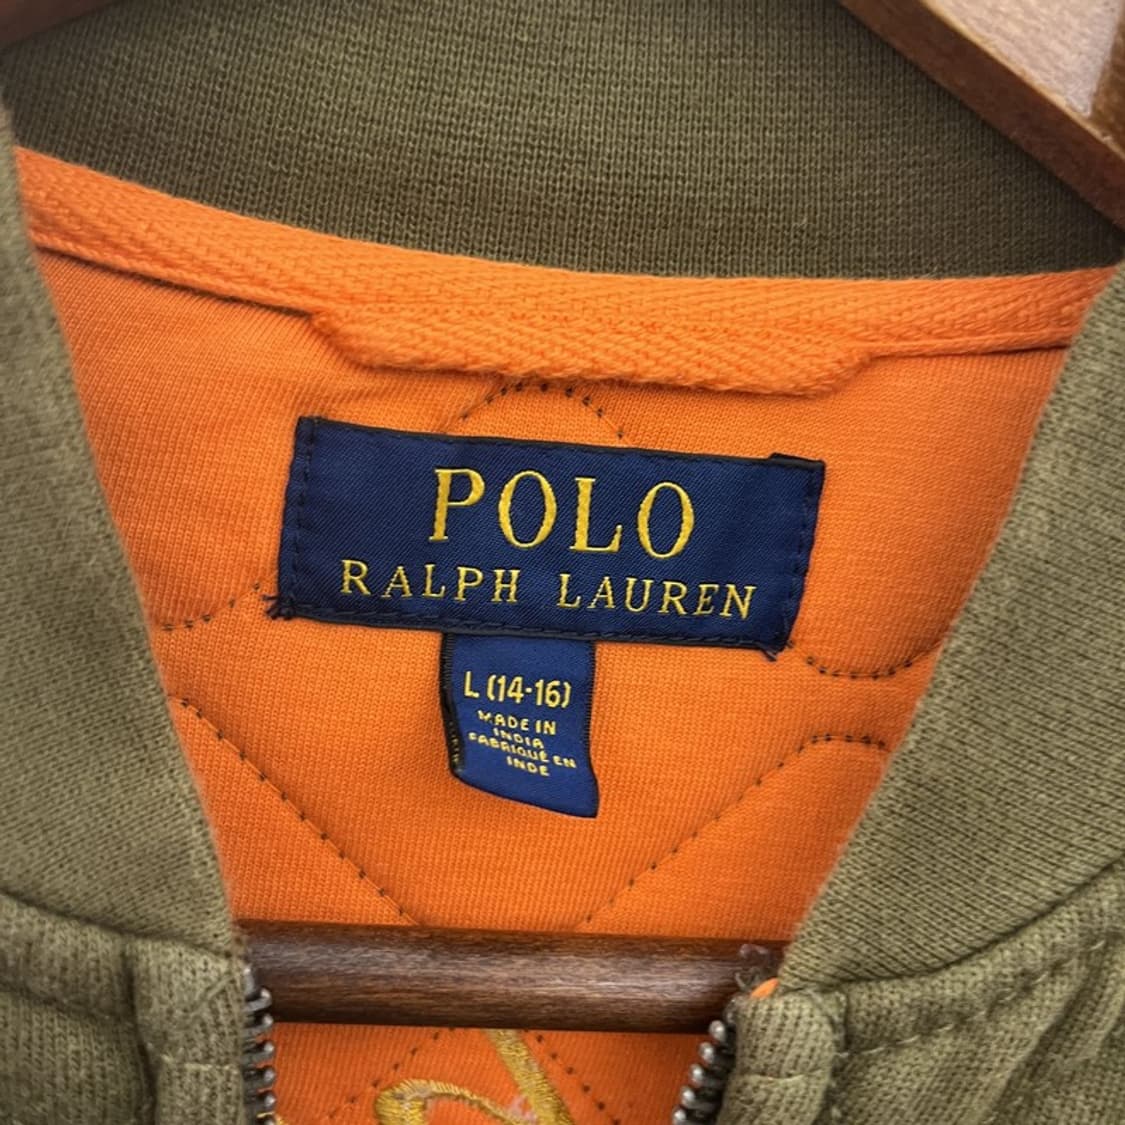 POLO
RALPH LAUREN
L (14-16)
MADE IN
INDIA
FABRIQUÉ EN
INDE